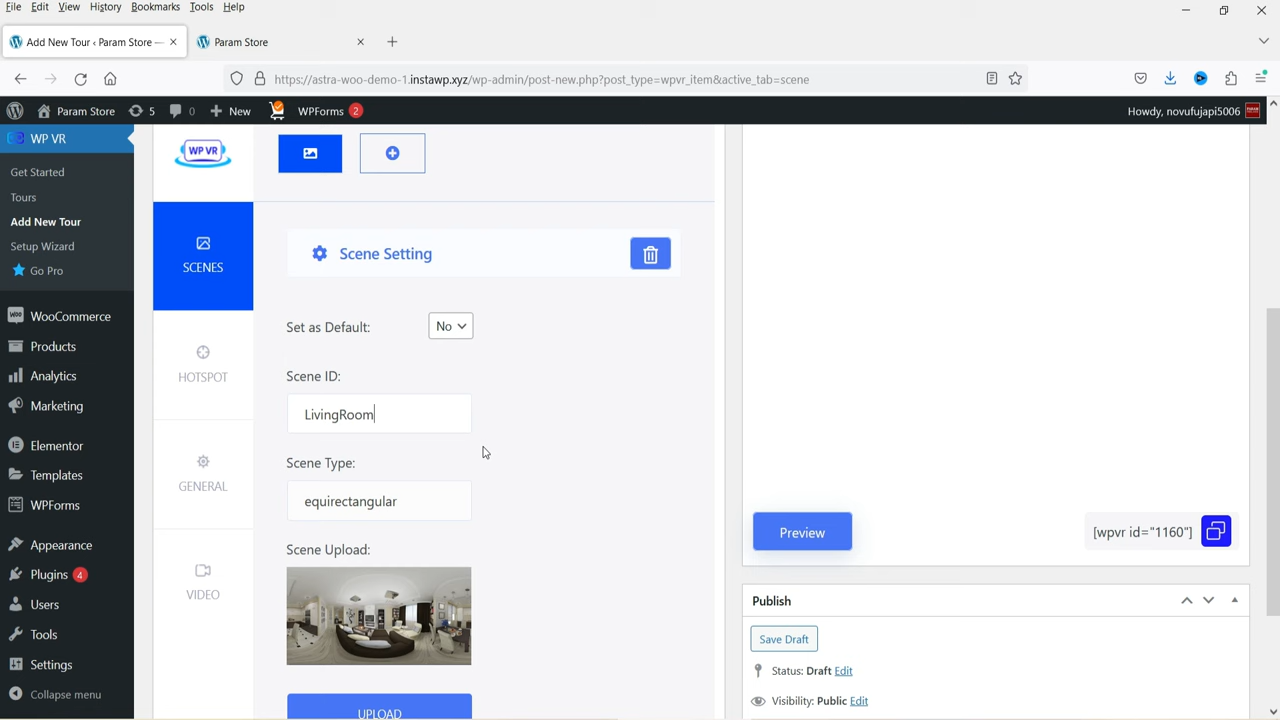 File Edit View History Bookmarks Tools Help
Add New Tour ‹ Param Store —
Param Store
https://astra-woo-demo-1.instawp.xyz/wp-admin/post-new.php?post_type=wpvr_item&active_tab=scene
Param Store 5 0 New WPForms 2 Howdy, novufujapi5006
WP VR
Get Started
Tours
Add New Tour
Setup Wizard
Go Pro
WooCommerce
Products
Analytics
Marketing
Elementor
Templates
WPForms
Appearance
Plugins 4
Users
Tools
Settings
Collapse menu
WP VR
SCENES
HOTSPOT
GENERAL
VIDEO
Scene Setting
Set as Default: No
Scene ID:
LivingRoom
Scene Type:
equirectangular
Scene Upload:
UPLOAD
Preview
[wpvr id="1160"]
Publish
Save Draft
Status: Draft Edit
Visibility: Public Edit